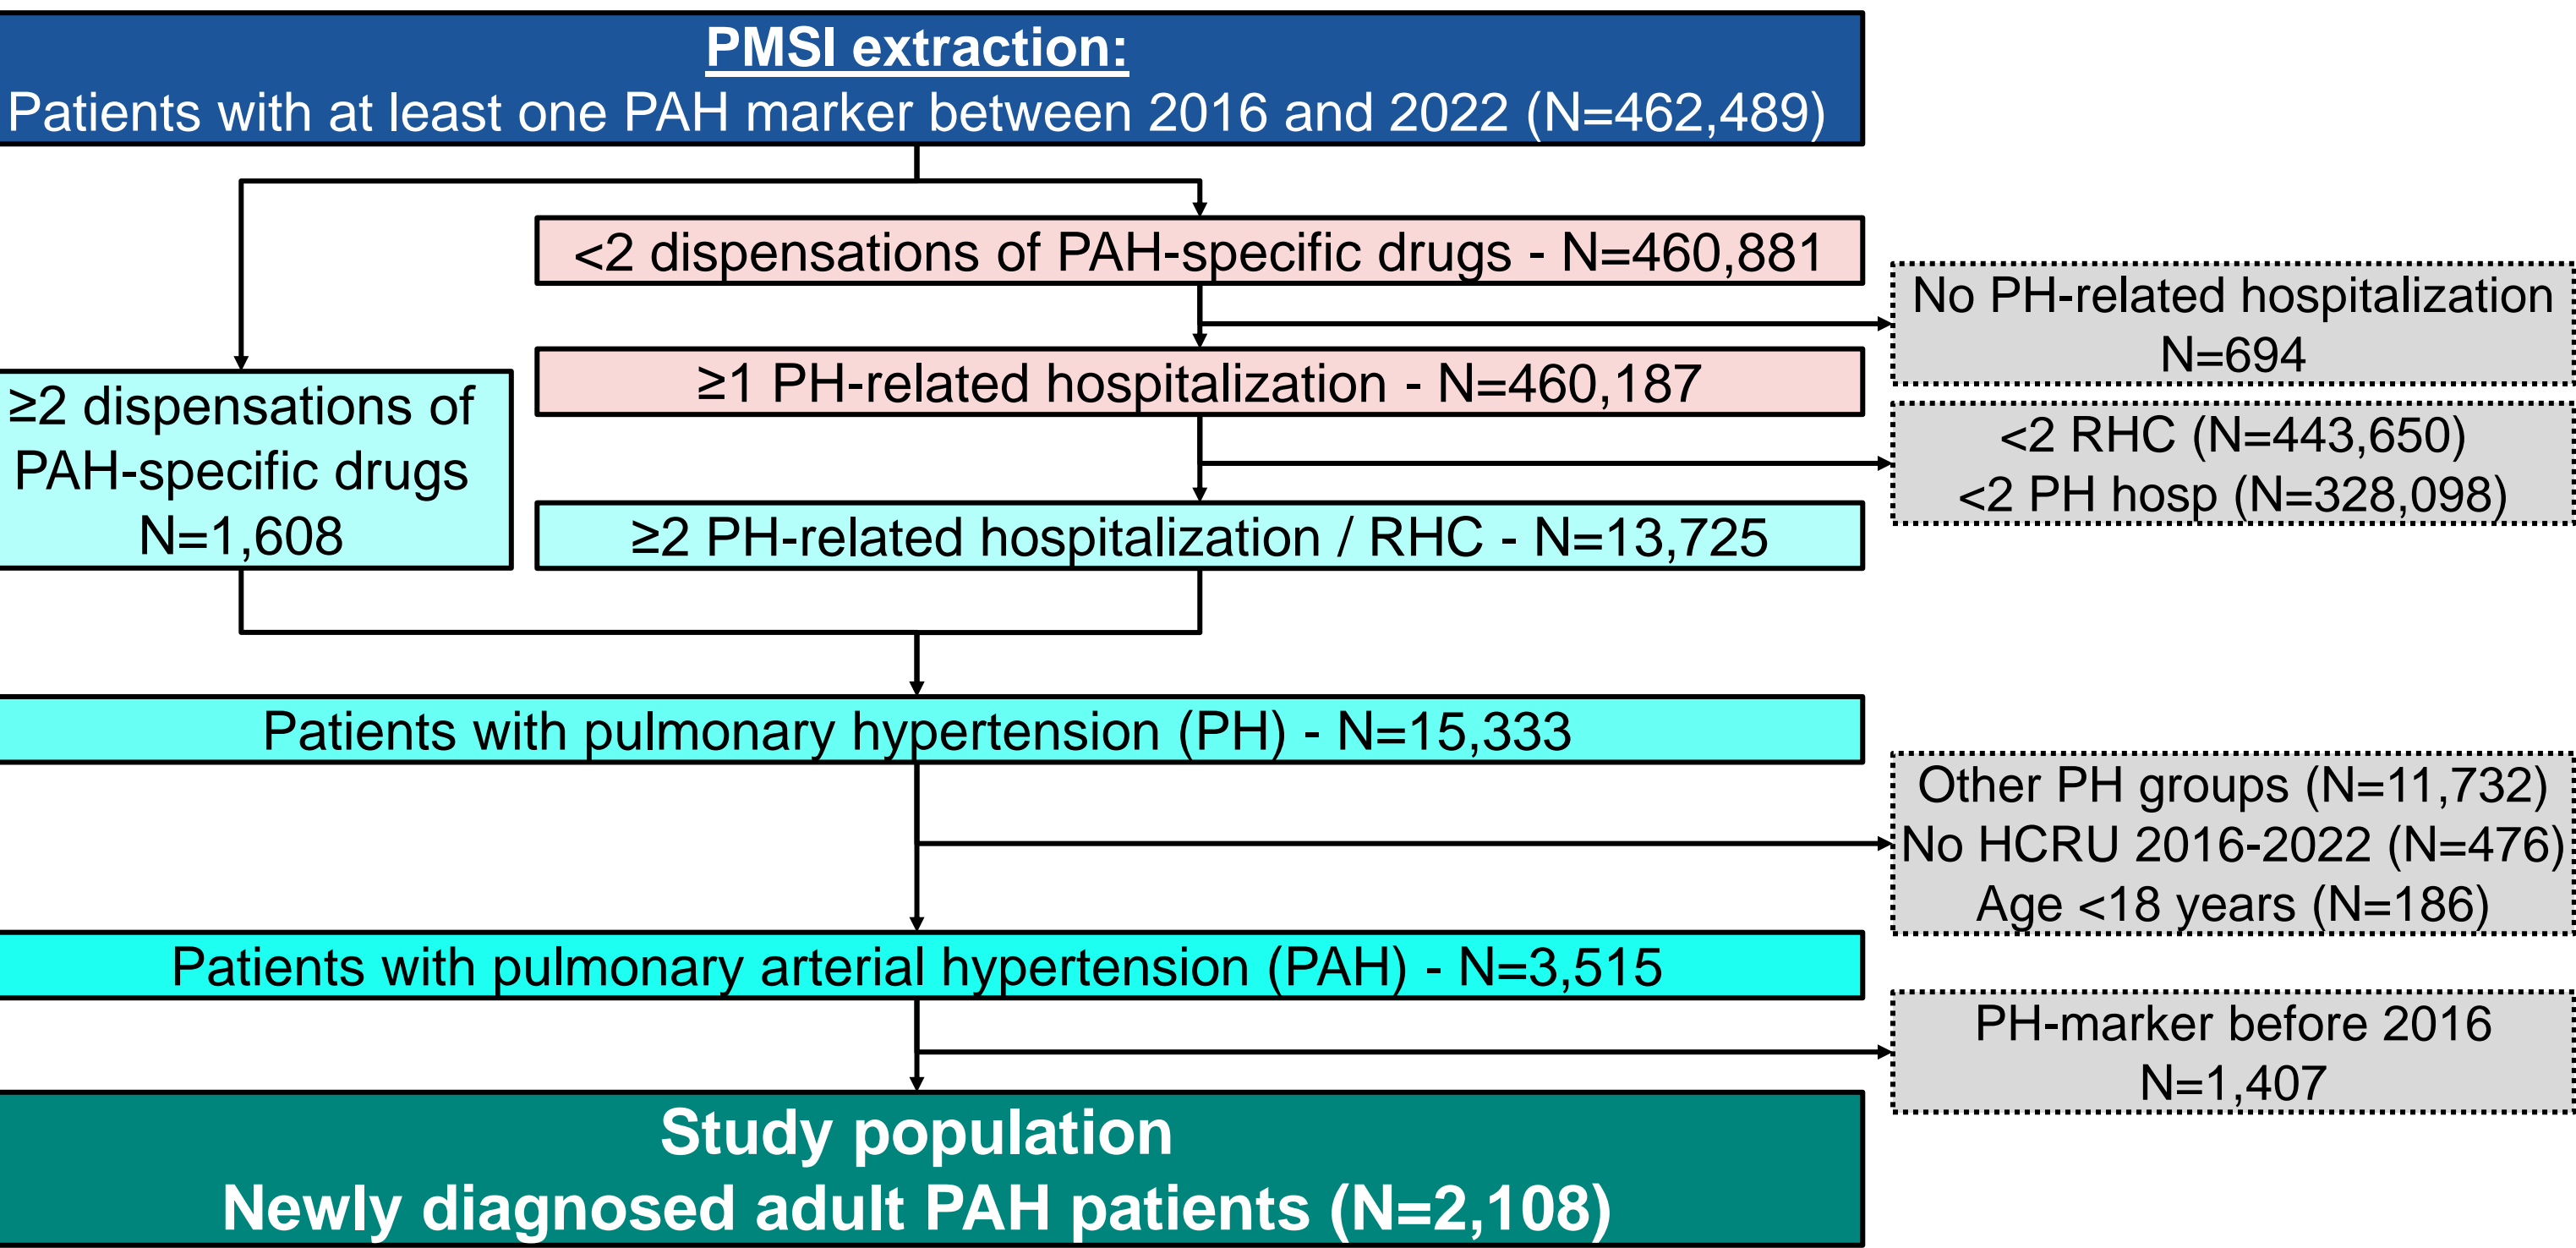 PMSI extraction:
Patients with at least one PAH marker between 2016 and 2022 (N=462,489)
<2 dispensations of PAH-specific drugs - N=460,881
No PH-related hospitalization
N=694
≥1 PH-related hospitalization - N=460,187
≥2 dispensations of
PAH-specific drugs
N=1,608
<2 RHC (N=443,650)
<2 PH hosp (N=328,098)
≥2 PH-related hospitalization / RHC - N=13,725
Patients with pulmonary hypertension (PH) - N=15,333
Other PH groups (N=11,732)
No HCRU 2016-2022 (N=476)
Age <18 years (N=186)
Patients with pulmonary arterial hypertension (PAH) - N=3,515
PH-marker before 2016
N=1,407
Study population
Newly diagnosed adult PAH patients (N=2,108)